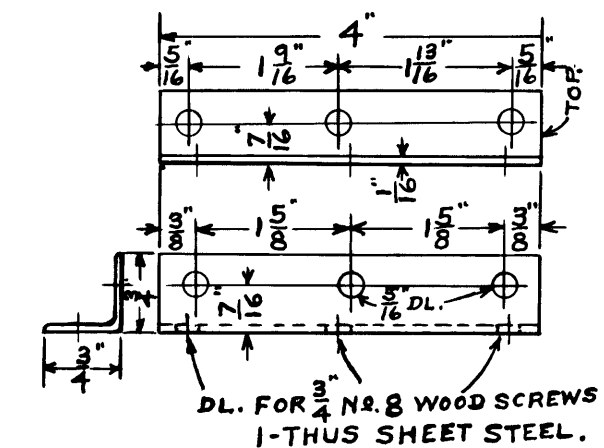 4"
5/16" 1 9/16" 1 13/16" 5/16"
TOP.
7/16"
1/16"
3/8" 1 5/8" 1 5/8" 3/8"
3/4"
7/16" 5/16" DL.
3/4"
DL. FOR 3/4" No. 8 WOOD SCREWS
1-THUS SHEET STEEL.